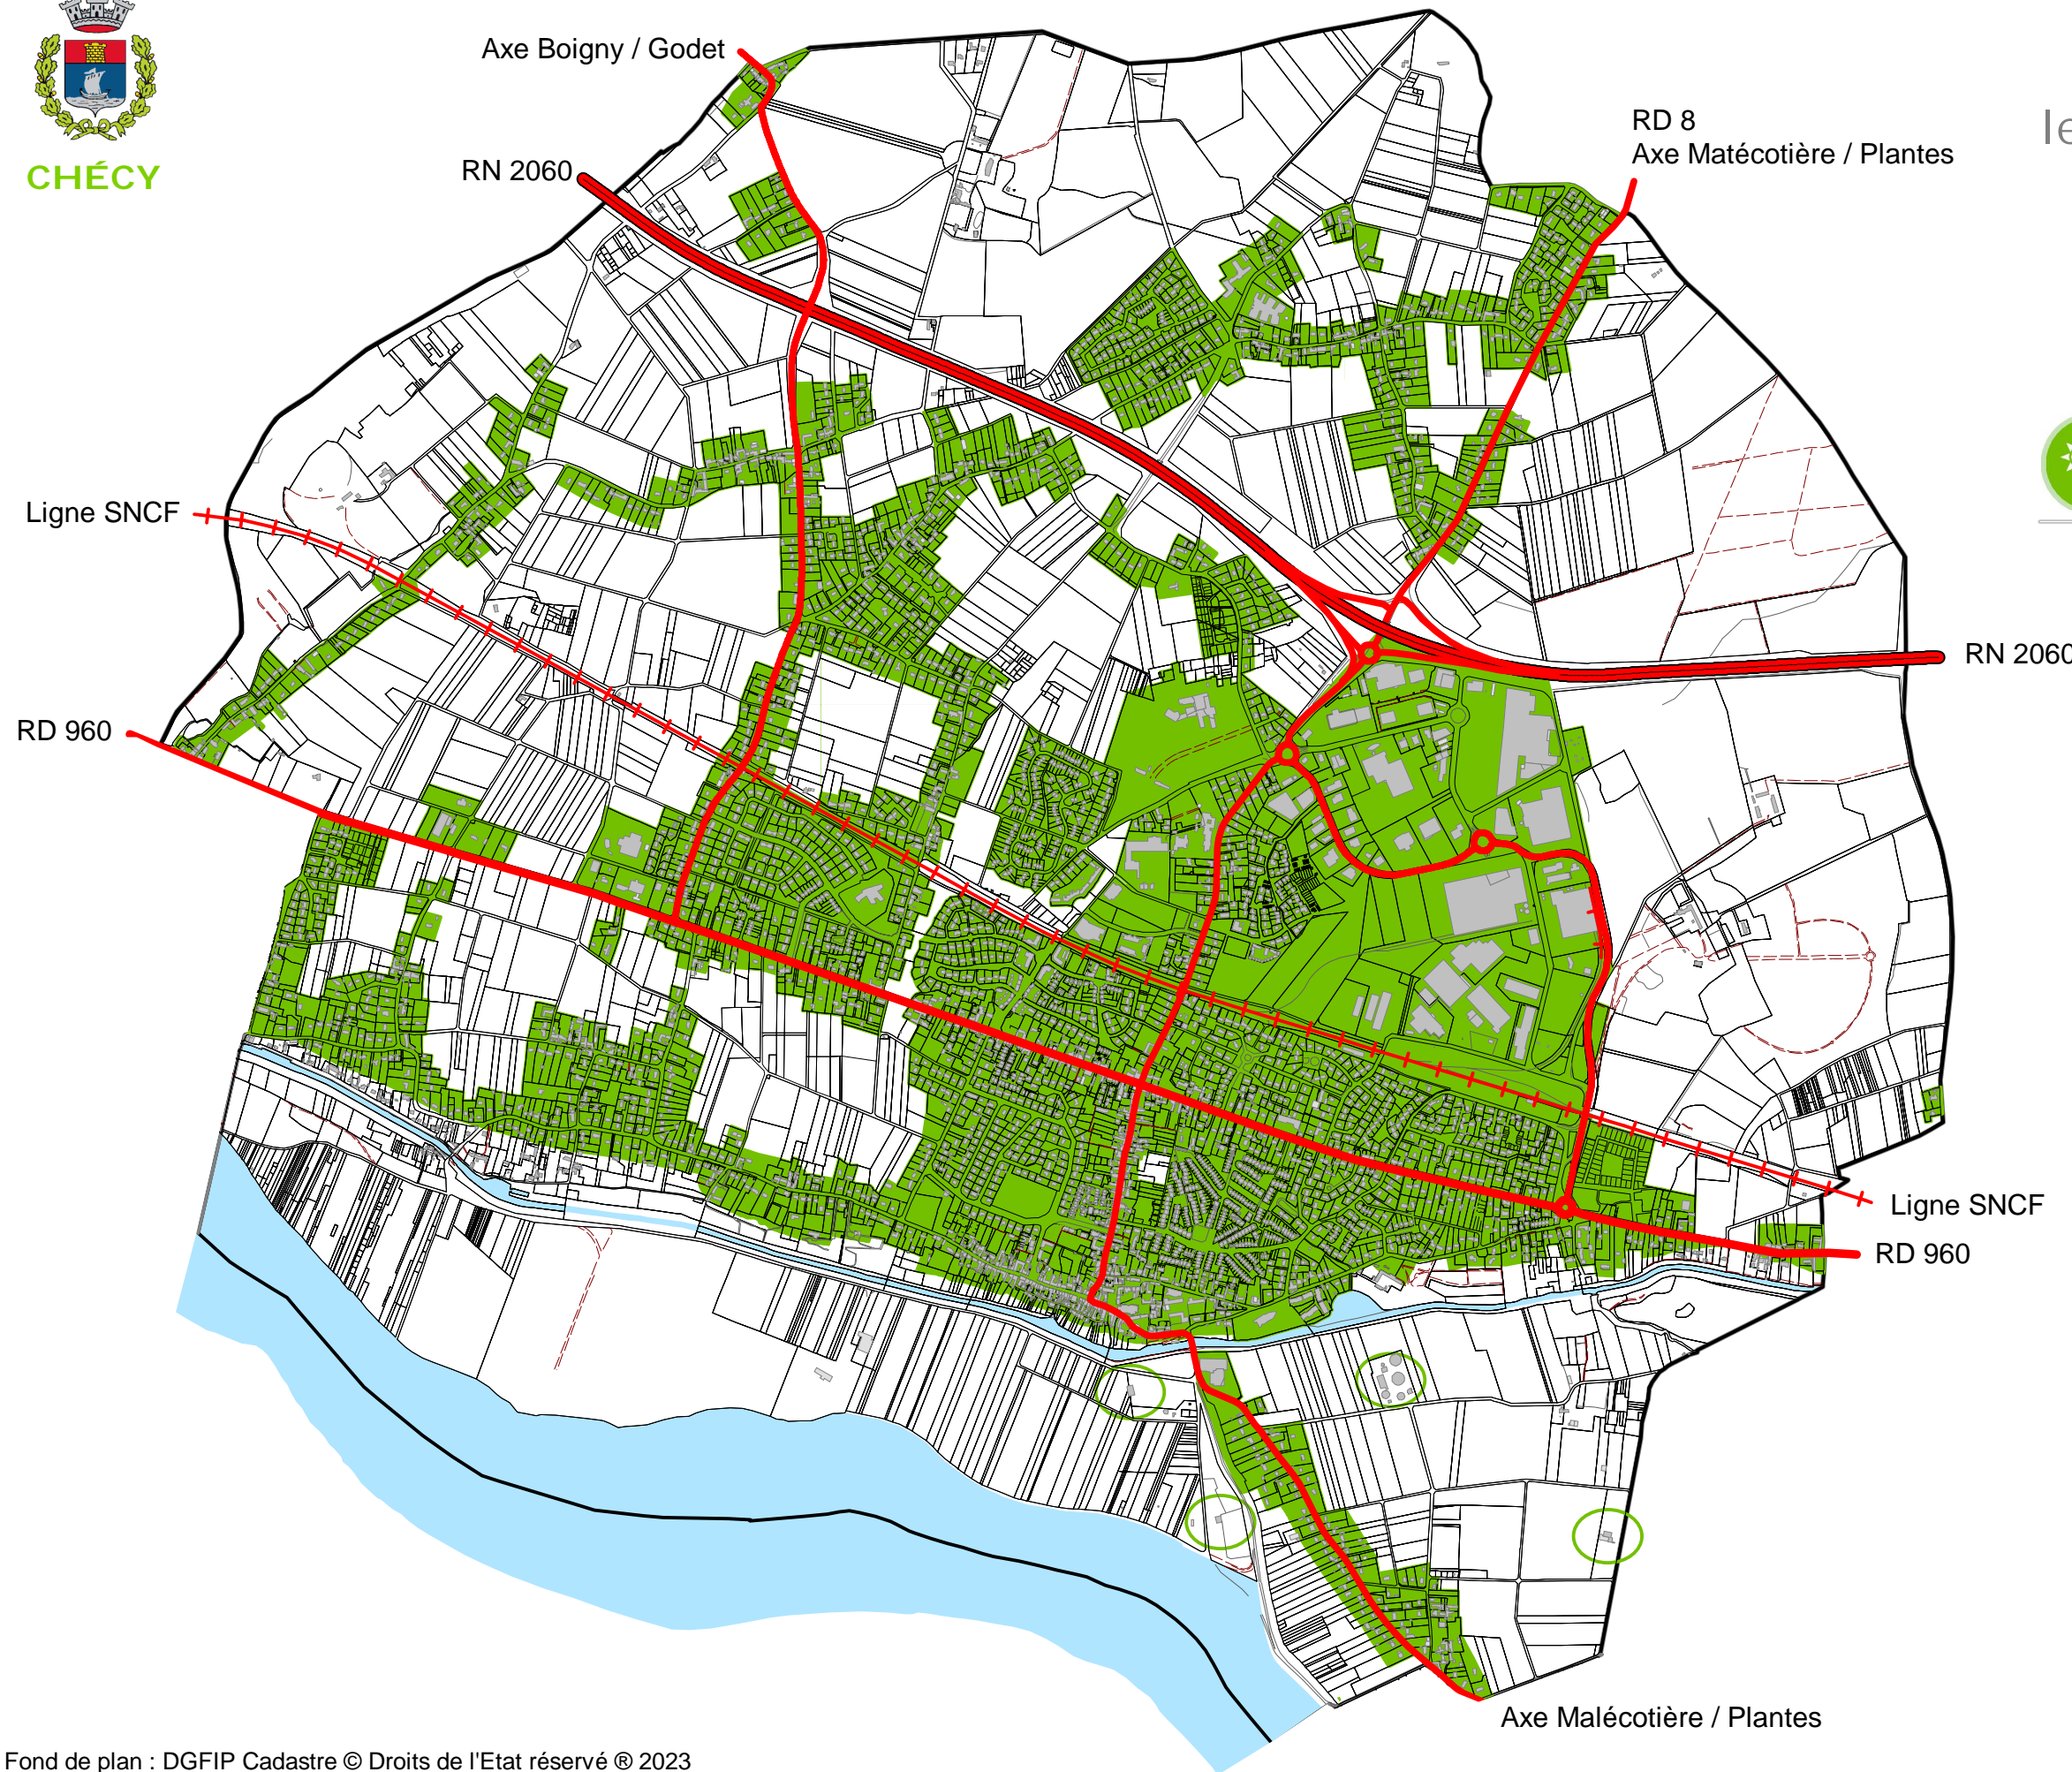 CHÉCY
Axe Boigny / Godet
RN 2060
RD 8
Axe Matécotière / Plantes
le
Ligne SNCF
RD 960
RN 2060
Ligne SNCF
RD 960
Axe Malécotière / Plantes
Fond de plan : DGFIP Cadastre © Droits de l'Etat réservé ® 2023